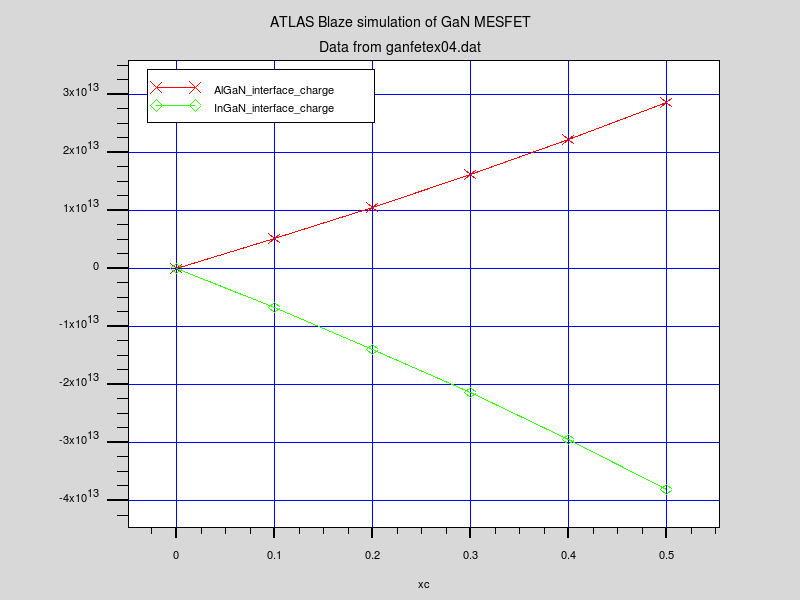 ATLAS Blaze simulation of GaN MESFET
Data from ganfetex04.dat
AlGaN_interface_charge
InGaN_interface_charge
3x10^13
2x10^13
1x10^13
0
-1x10^13
-2x10^13
-3x10^13
-4x10^13
0 0.1 0.2 0.3 0.4 0.5
xc